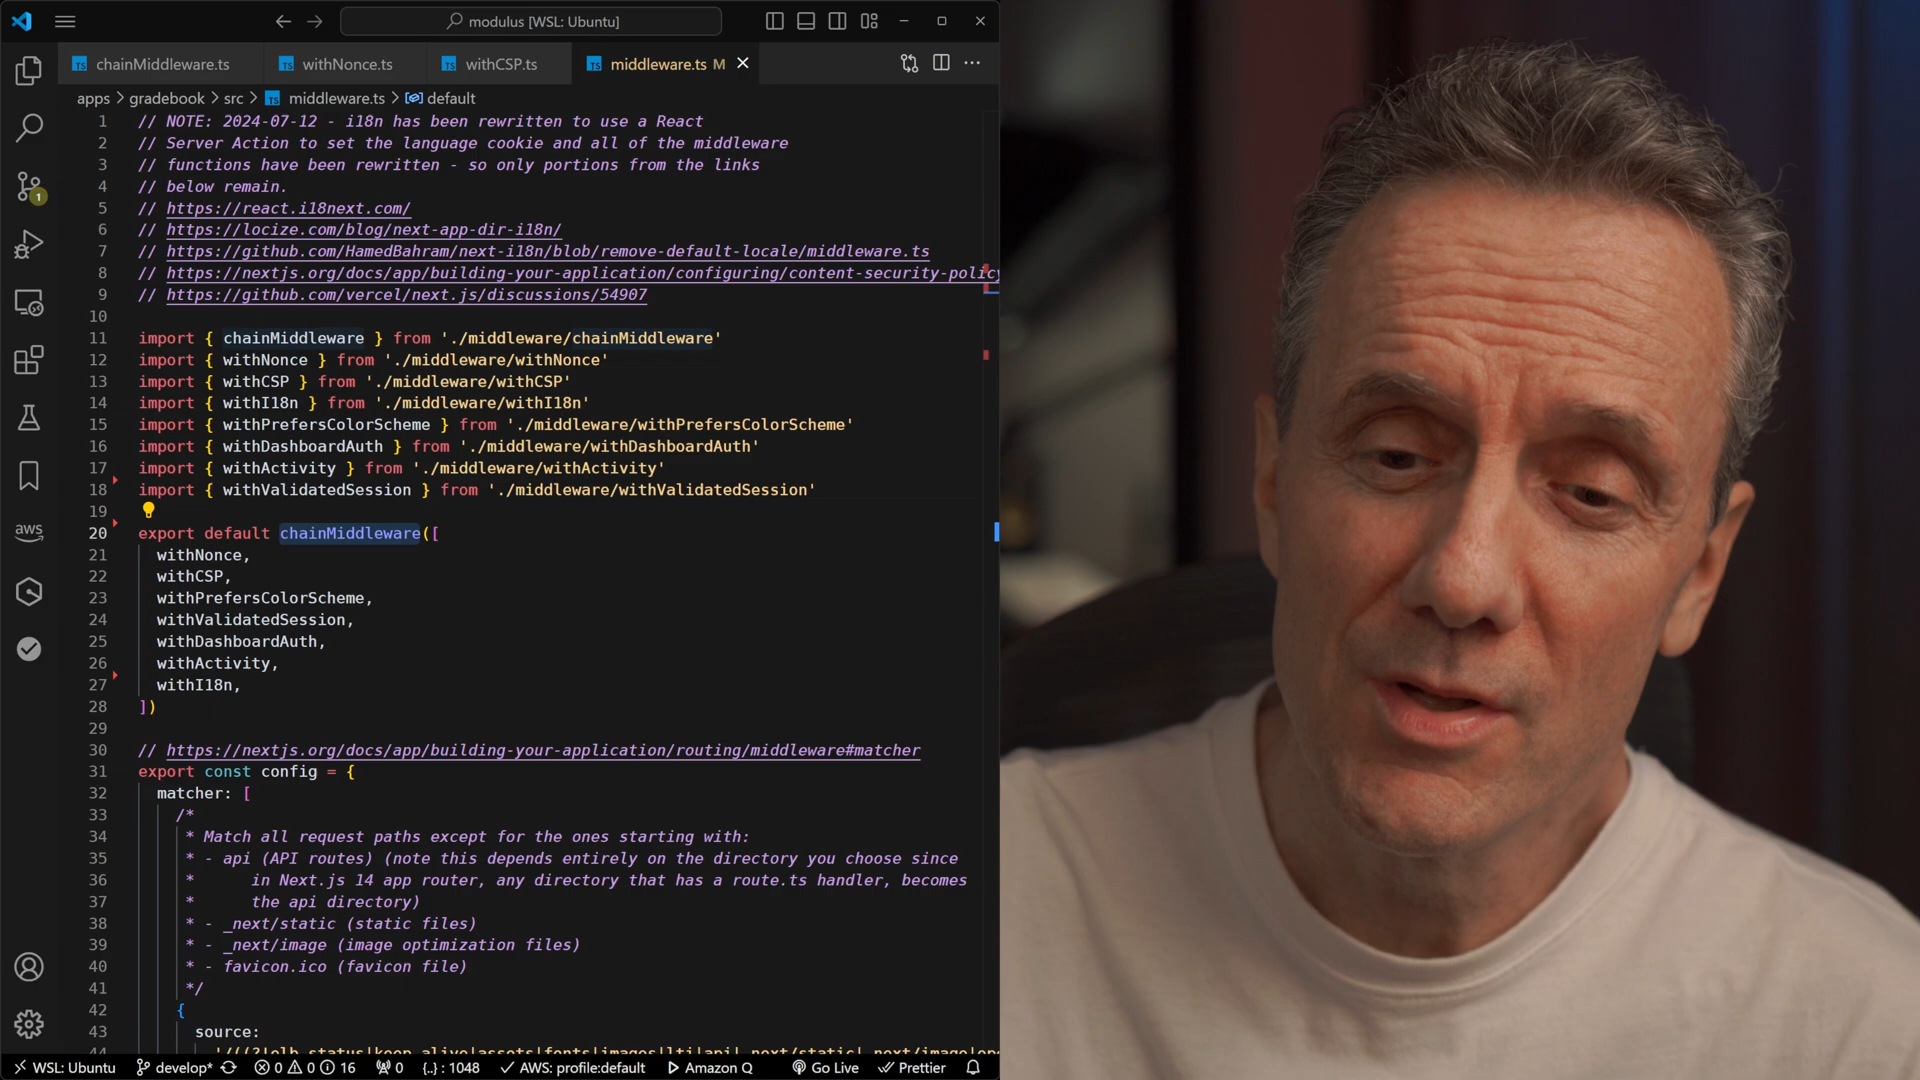 modulus [WSL: Ubuntu]
TS chainMiddleware.ts
TS withNonce.ts
TS withCSP.ts
TS middleware.ts M
apps > gradebook > src > TS middleware.ts > default
1 // NOTE: 2024-07-12 - i18n has been rewritten to use a React
2 // Server Action to set the language cookie and all of the middleware
3 // functions have been rewritten - so only portions from the links
4 // below remain.
5 // https://react.i18next.com/
6 // https://locize.com/blog/next-app-dir-i18n/
7 // https://github.com/HamedBahram/next-i18n/blob/remove-default-locale/middleware.ts
8 // https://nextjs.org/docs/app/building-your-application/configuring/content-security-policy
9 // https://github.com/vercel/next.js/discussions/54907
10
11 import { chainMiddleware } from './middleware/chainMiddleware'
12 import { withNonce } from './middleware/withNonce'
13 import { withCSP } from './middleware/withCSP'
14 import { withI18n } from './middleware/withI18n'
15 import { withPrefersColorScheme } from './middleware/withPrefersColorScheme'
16 import { withDashboardAuth } from './middleware/withDashboardAuth'
17 import { withActivity } from './middleware/withActivity'
18 import { withValidatedSession } from './middleware/withValidatedSession'
19
20 export default chainMiddleware([
21 withNonce,
22 withCSP,
23 withPrefersColorScheme,
24 withValidatedSession,
25 withDashboardAuth,
26 withActivity,
27 withI18n,
28 ])
29
30 // https://nextjs.org/docs/app/building-your-application/routing/middleware#matcher
31 export const config = {
32 matcher: [
33 /*
34 * Match all request paths except for the ones starting with:
35 * - api (API routes) (note this depends entirely on the directory you choose since
36 * in Next.js 14 app router, any directory that has a route.ts handler, becomes
37 * the api directory)
38 * - _next/static (static files)
39 * - _next/image (image optimization files)
40 * - favicon.ico (favicon file)
41 */
42 {
43 source:
1
aws
WSL: Ubuntu develop* 0 0 16 0 {..} : 1048 AWS: profile:default Amazon Q Go Live Prettier